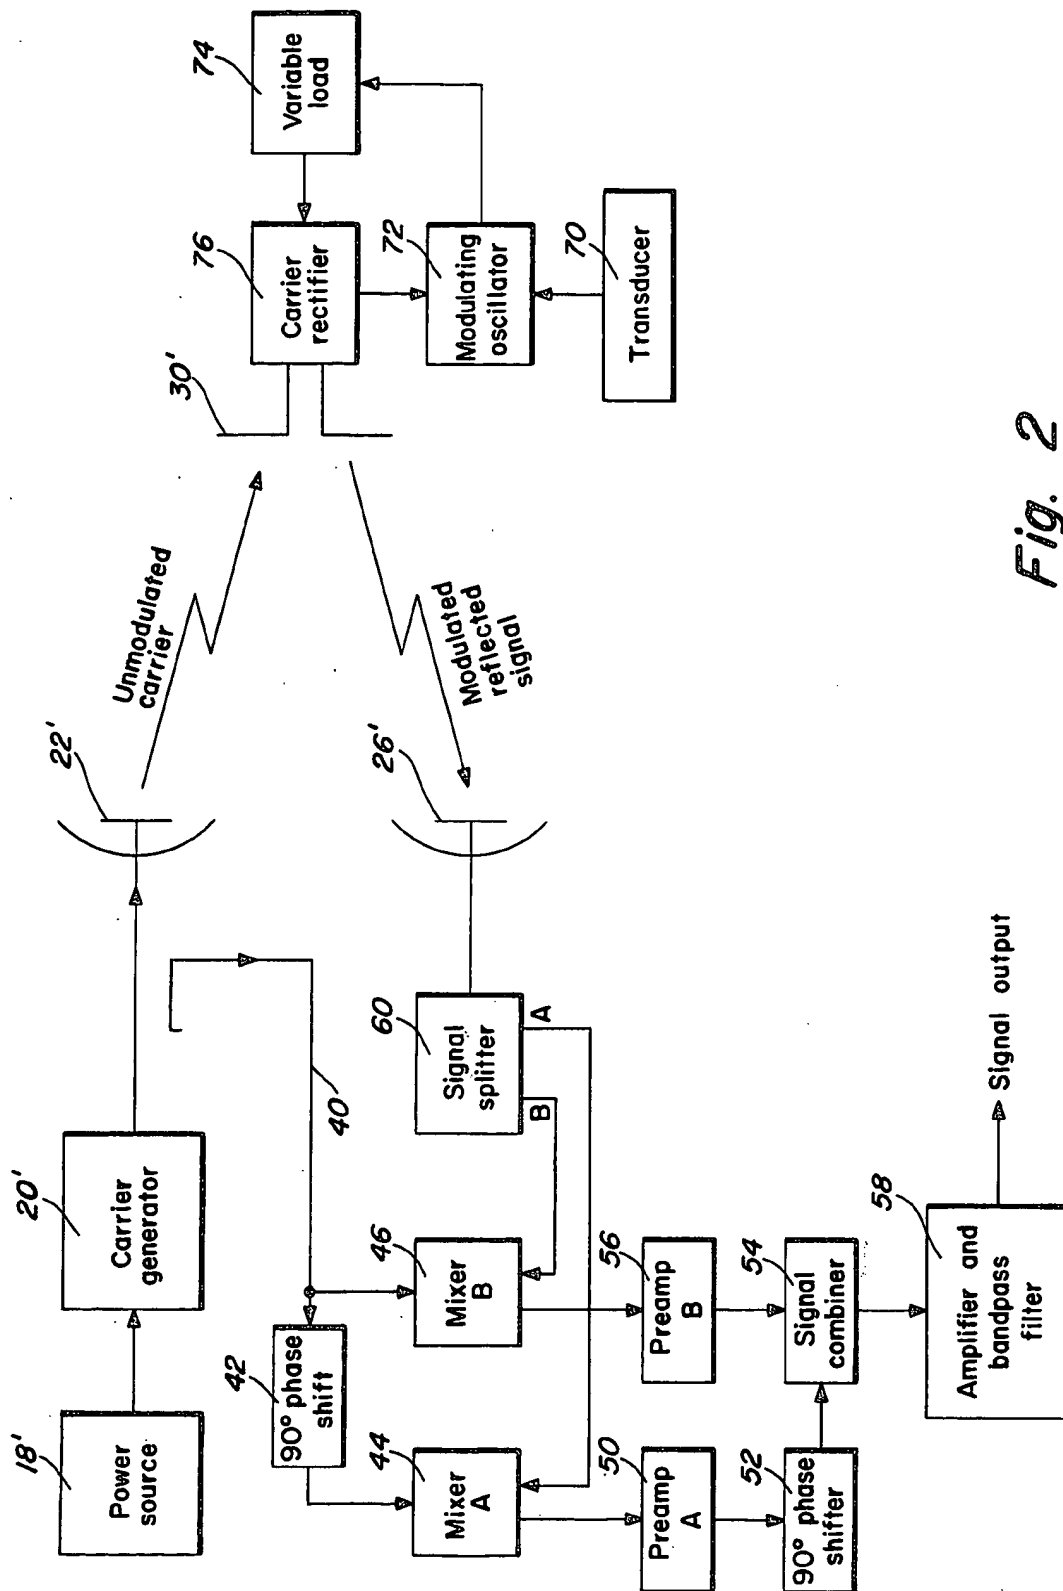 18'
Power
source
20'
Carrier
generator
22'
Unmodulated
carrier
30'
76
Carrier
rectifier
74
Variable
load
72
Modulating
oscillator
70
Transducer
Modulated
reflected
signal
26'
60
Signal
splitter
A
B
40
42
90° phase
shift
44
Mixer
A
46
Mixer
B
50
Preamp
A
56
Preamp
B
52
90° phase
shifter
54
Signal
combiner
58
Amplifier and
bandpass
filter
Signal output
Fig. 2